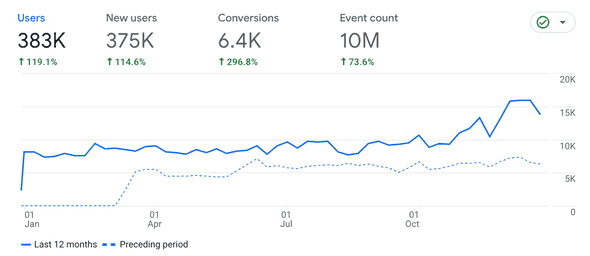 Users New users Conversions Event count
383K 375K 6.4K 10M
↑ 119.1% ↑ 114.6% ↑ 296.8% ↑ 73.6%
20K
15K
10K
5K
0
01 01 01 01
Jan Apr Jul Oct
Last 12 months Preceding period